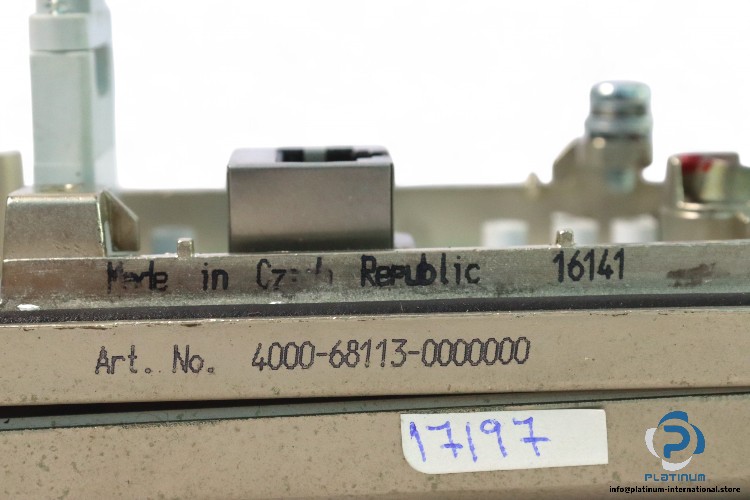 Made in Czech Republic 16141
Art. No. 4000-68113-0000000
17197
PLATINUM
info@platinum-international.store